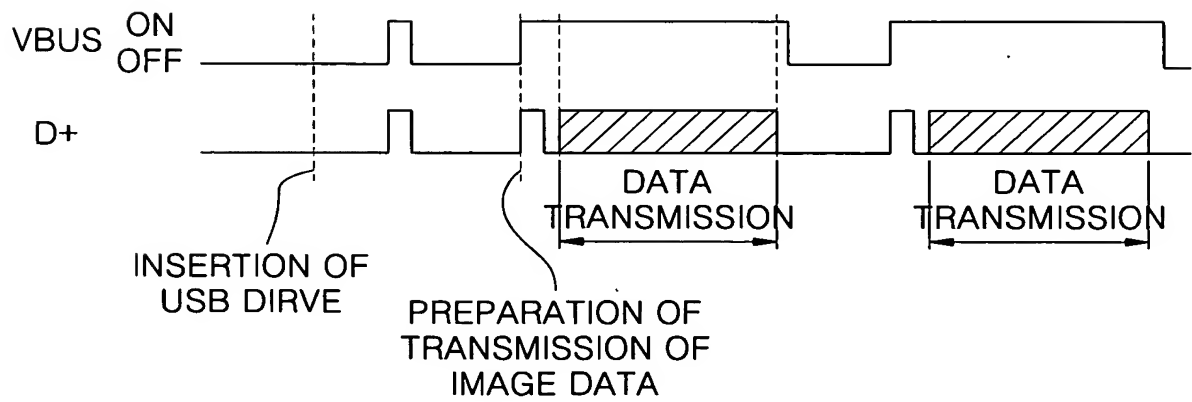 VBUS ON
OFF
D+
DATA
TRANSMISSION
DATA
TRANSMISSION
INSERTION OF
USB DIRVE
PREPARATION OF
TRANSMISSION OF
IMAGE DATA